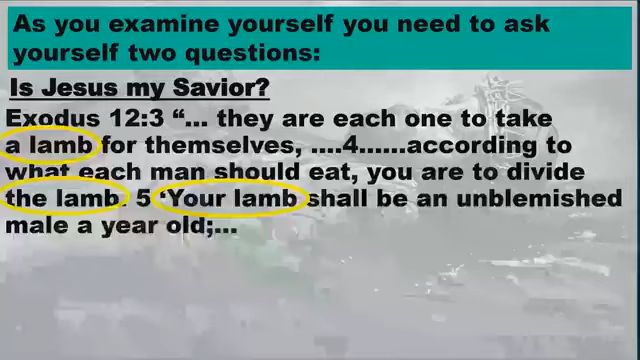 As you examine yourself you need to ask
yourself two questions:
Is Jesus my Savior?
Exodus 12:3 “... they are each one to take
a lamb for themselves, ....4......according to
what each man should eat, you are to divide
the lamb. 5 ‘Your lamb shall be an unblemished
male a year old;...